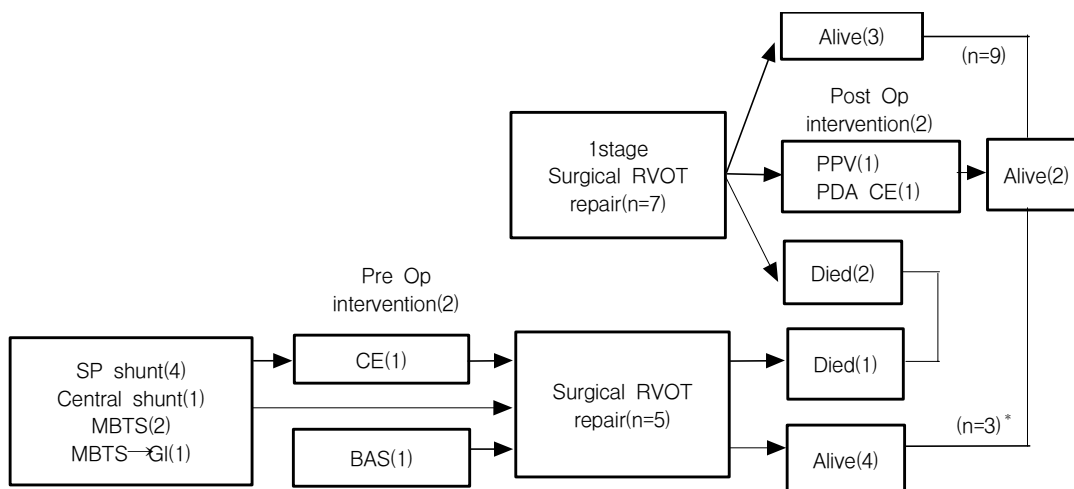 Alive(3)
(n=9)
Post Op
intervention(2)
1stage
Surgical RVOT
repair(n=7)
PPV(1)
PDA CE(1)
Alive(2)
Died(2)
Pre Op
intervention(2)
SP shunt(4)
Central shunt(1)
MBTS(2)
MBTS→Gl(1)
CE(1)
BAS(1)
Surgical RVOT
repair(n=5)
Died(1)
(n=3)*
Alive(4)